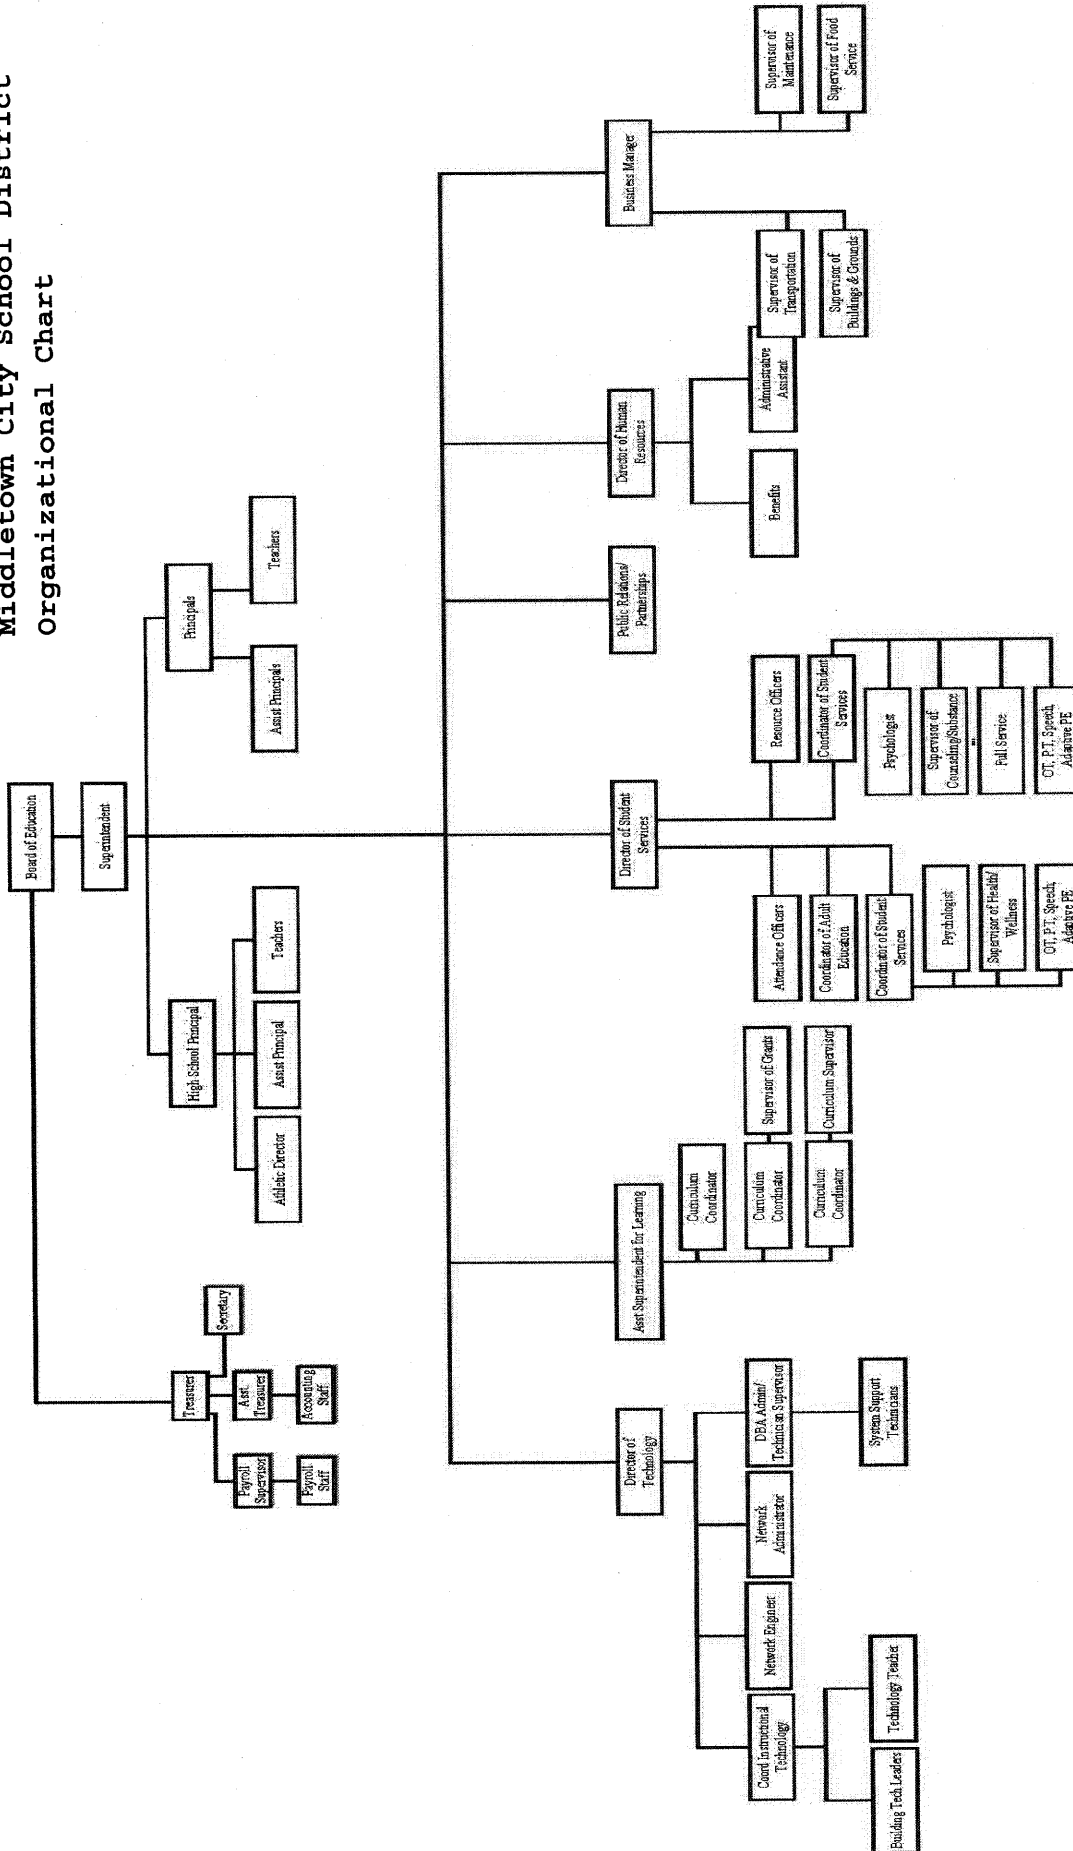 Middletown City School District
Organizational Chart
Board of Education
Superintendent
Treasurer
Secretary
Payroll
Supervisor
Asst.
Treasurer
Payroll
Staff
Accounting
Staff
High School Principal
Athletic Director
Assist Principal
Teachers
Principals
Assist Principals
Teachers
Director of
Technology
Coord Instructional
Technology
Network Engineer
Network
Administrator
DBA Admin/
Technician Supervisor
Building Tech Leaders
Technology Teacher
System Support
Technicians
Asst Superintendent for Learning
Curriculum
Coordinator
Curriculum
Coordinator
Supervisor of Grants
Curriculum
Coordinator
Curriculum Supervisor
Director of Student
Services
Attendance Officers
Coordinator of Adult
Education
Coordinator of Student
Services
Psychologist
Supervisor of Health/
Wellness
OT, PT, Speech,
Adaptive PE
Resource Officers
Coordinator of Student
Services
Psychologist
Supervisor of
Counseling/Substance
Full Service
OT, PT, Speech,
Adaptive PE
Public Relations/
Partnerships
Director of Human
Resources
Benefits
Administrative
Assistant
Business Manager
Supervisor of
Transportation
Supervisor of
Buildings & Grounds
Supervisor of
Maintenance
Supervisor of Food
Service